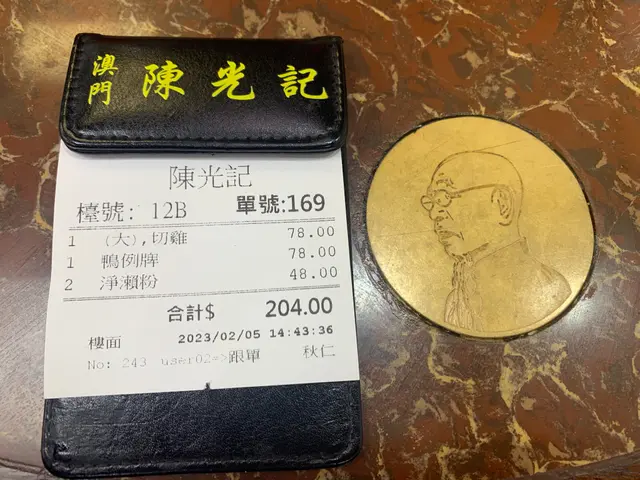 澳門 陳光記
陳光記
檯號: 12B 單號:169
1 (大),切雞 78.00
1 鴨例牌 78.00
2 淨瀨粉 48.00
合計$ 204.00
樓面 2023/02/05 14:43:36
No: 243 user02=>跟單 秋仁